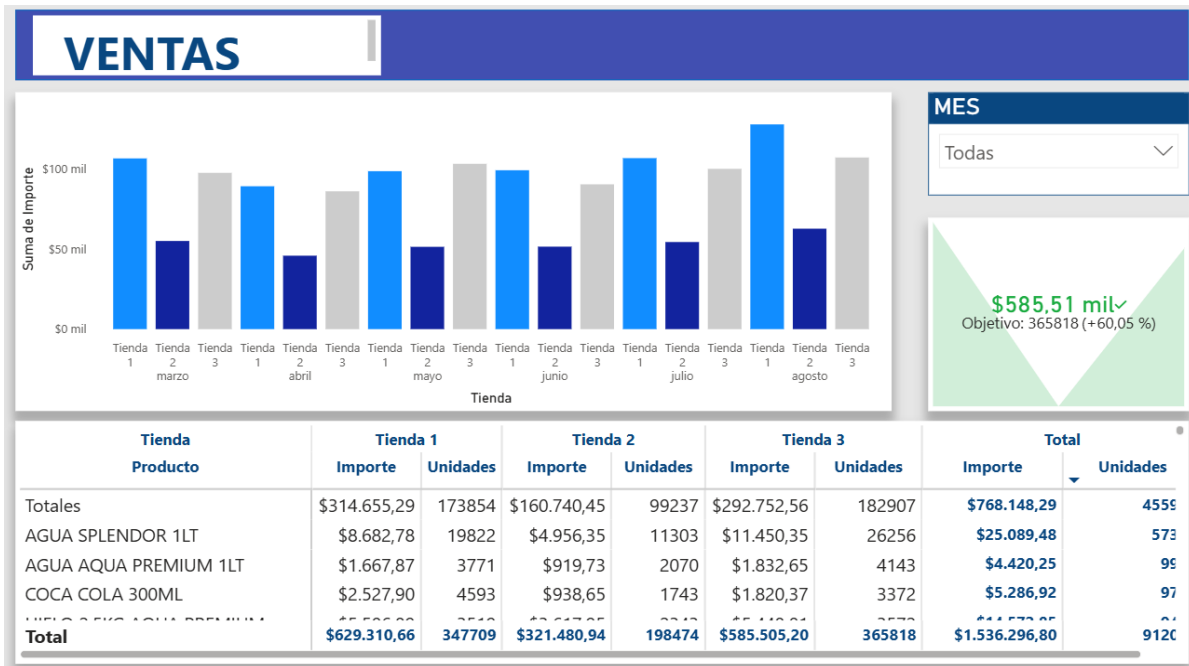 VENTAS
MES
Todas
Suma de Importe
$100 mil
$50 mil
$0 mil
Tienda Tienda Tienda Tienda Tienda Tienda Tienda Tienda Tienda Tienda Tienda Tienda Tienda Tienda Tienda Tienda Tienda Tienda
1 2 3 1 2 3 1 2 3 1 2 3 1 2 3 1 2 3
marzo abril mayo junio julio agosto
Tienda
$585,51 mil
Objetivo: 365818 (+60,05 %)
Tienda Tienda 1 Tienda 2 Tienda 3 Total
Producto Importe Unidades Importe Unidades Importe Unidades Importe Unidades
Totales $314.655,29 173854 $160.740,45 99237 $292.752,56 182907 $768.148,29 4559
AGUA SPLENDOR 1LT $8.682,78 19822 $4.956,35 11303 $11.450,35 26256 $25.089,48 573
AGUA AQUA PREMIUM 1LT $1.667,87 3771 $919,73 2070 $1.832,65 4143 $4.420,25 99
COCA COLA 300ML $2.527,90 4593 $938,65 1743 $1.820,37 3372 $5.286,92 97
Total $629.310,66 347709 $321.480,94 198474 $585.505,20 365818 $1.536.296,80 9120